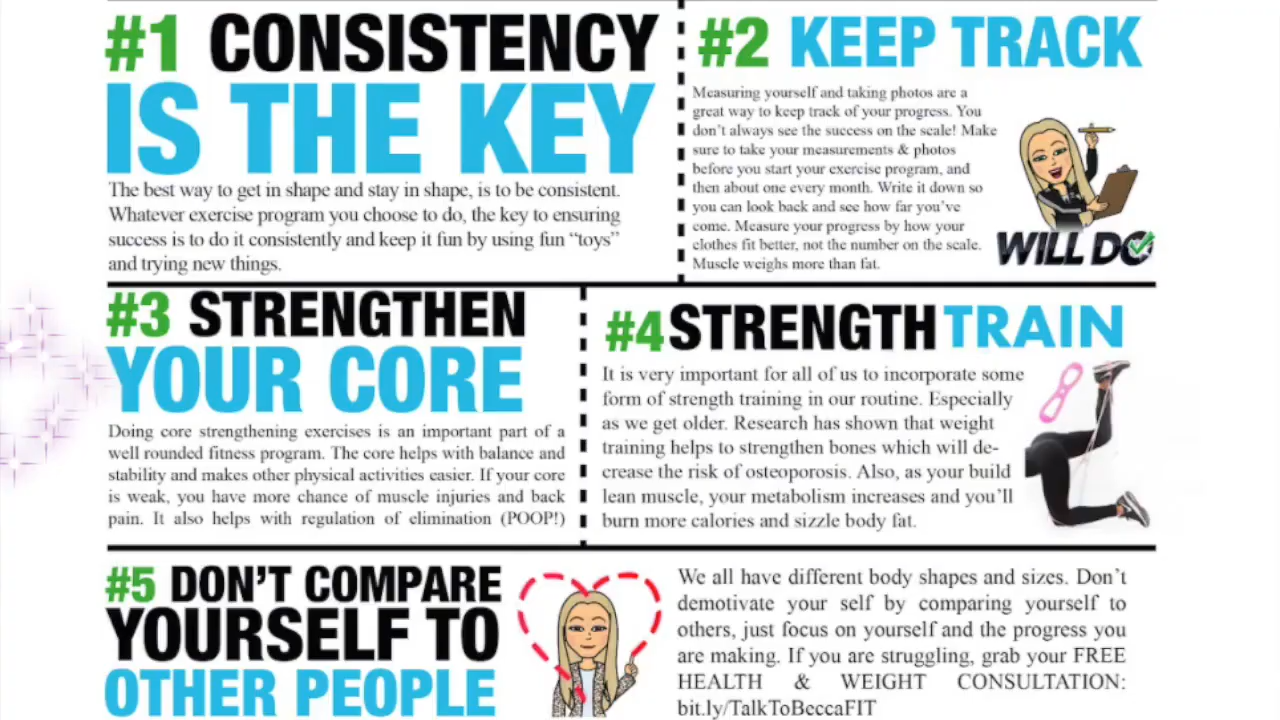 #1 CONSISTENCY
IS THE KEY
The best way to get in shape and stay in shape, is to be consistent.
Whatever exercise program you choose to do, the key to ensuring
success is to do it consistently and keep it fun by using fun “toys”
and trying new things.
#2 KEEP TRACK
Measuring yourself and taking photos are a
great way to keep track of your progress. You
don’t always see the success on the scale! Make
sure to take your measurements & photos
before you start your exercise program, and
then about one every month. Write it down so
you can look back and see how far you’ve
come. Measure your progress by how your
clothes fit better, not the number on the scale.
Muscle weighs more than fat.
WILL DO
#3 STRENGTHEN
YOUR CORE
Doing core strengthening exercises is an important part of a
well rounded fitness program. The core helps with balance and
stability and makes other physical activities easier. If your core
is weak, you have more chance of muscle injuries and back
pain. It also helps with regulation of elimination (POOP!)
#4 STRENGTH TRAIN
It is very important for all of us to incorporate some
form of strength training in our routine. Especially
as we get older. Research has shown that weight
training helps to strengthen bones which will de-
crease the risk of osteoporosis. Also, as your build
lean muscle, your metabolism increases and you’ll
burn more calories and sizzle body fat.
#5 DON’T COMPARE
YOURSELF TO
OTHER PEOPLE
We all have different body shapes and sizes. Don’t
demotivate your self by comparing yourself to
others, just focus on yourself and the progress you
are making. If you are struggling, grab your FREE
HEALTH & WEIGHT CONSULTATION:
bit.ly/TalkToBeccaFIT